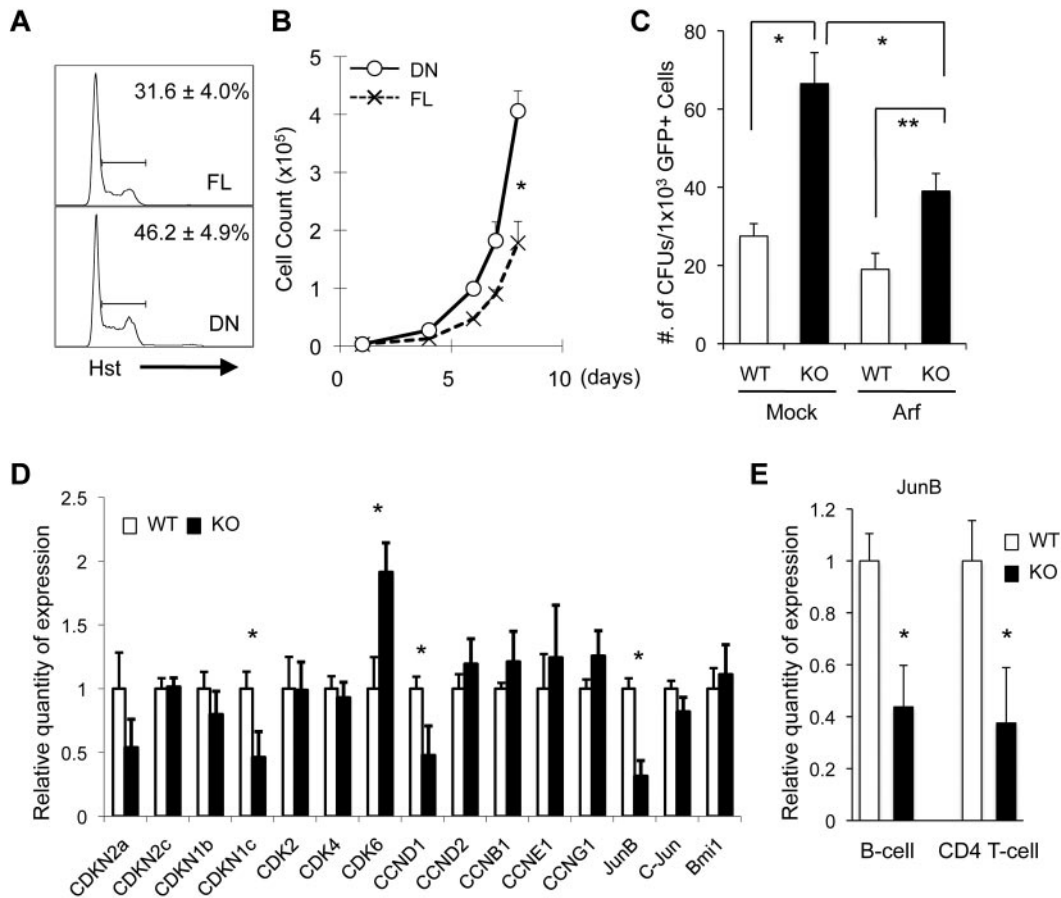 A
31.6 ± 4.0%
FL
46.2 ± 4.9%
DN
Hst
B
Cell Count (x10⁵)
5
4
3
2
1
0
DN
FL
*
0 5 10 (days)
C
#. of CFUs/1x10³ GFP+ Cells
80
60
40
20
0
* *
**
WT KO WT KO
Mock Arf
D
Relative quantity of expression
2.5
2
1.5
1
0.5
0
WT KO
* * * *
CDKN2a CDKN2c CDKN1b CDKN1c CDK2 CDK4 CDK6 CCND1 CCND2 CCNB1 CCNE1 CCNG1 JunB C-Jun Bmi1
E
JunB
Relative quantity of expression
1.2
1
0.8
0.6
0.4
0.2
0
WT
KO
* *
B-cell CD4 T-cell